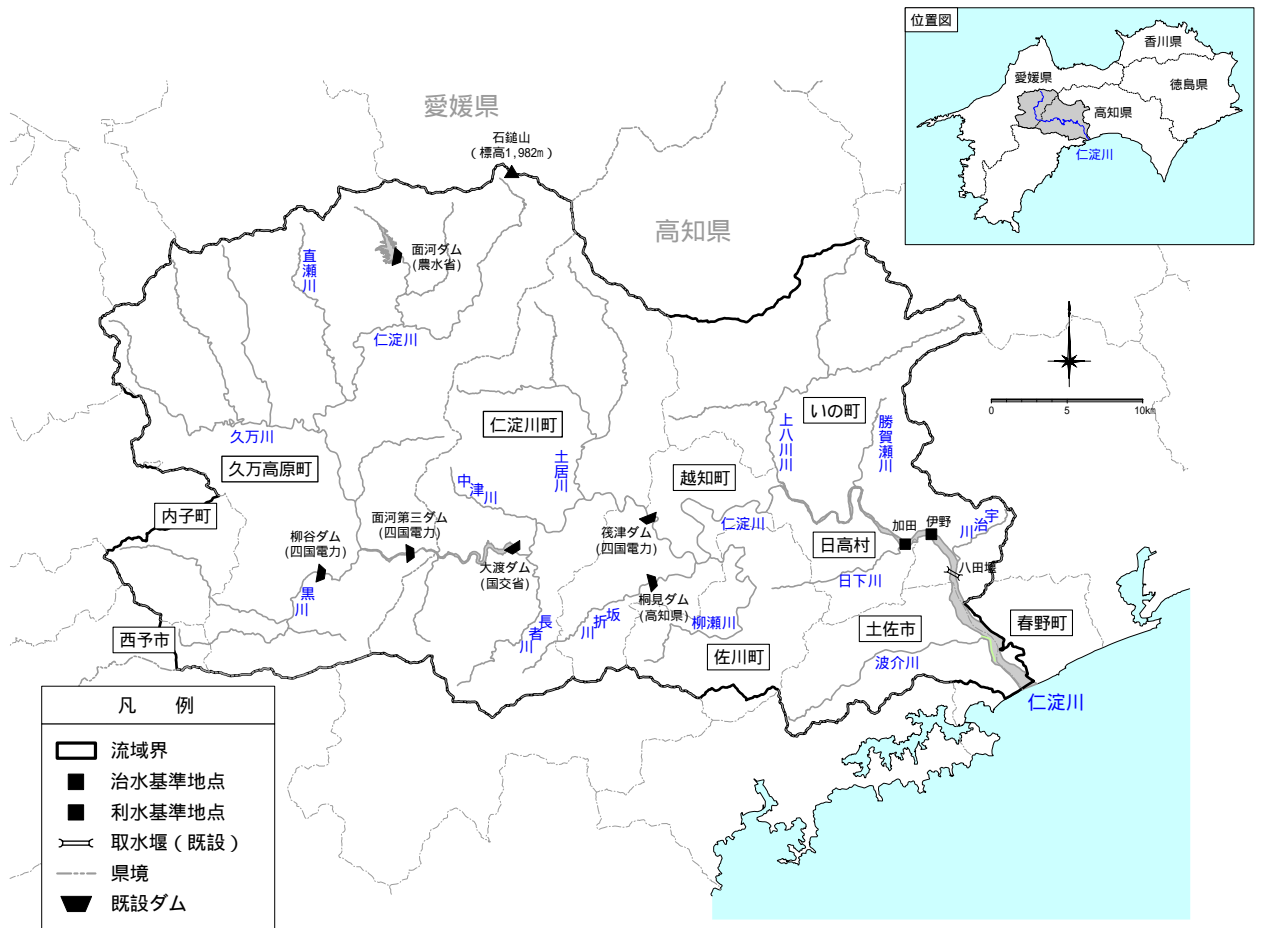 位置図
香川県
愛媛県
徳島県
高知県
仁淀川
愛媛県
石鎚山
（標高1,982m）
高知県
面河ダム
(農水省)
直瀬川
仁淀川
仁淀川町
いの町
上八川川
勝賀瀬川
久万川
久万高原町
土居川
中津川
越知町
内子町
面河第三ダム
(四国電力)
柳谷ダム
(四国電力)
筏津ダム
(四国電力)
仁淀川
加田
伊野
宇治川
日高村
大渡ダム
(国交省)
八田堰
日下川
桐見ダム
(高知県)
黒川
長者川
坂折川
柳瀬川
西予市
佐川町
土佐市
春野町
波介川
仁淀川
0 5 10km
凡 例
流域界
治水基準地点
利水基準地点
取水堰（既設）
県境
既設ダム